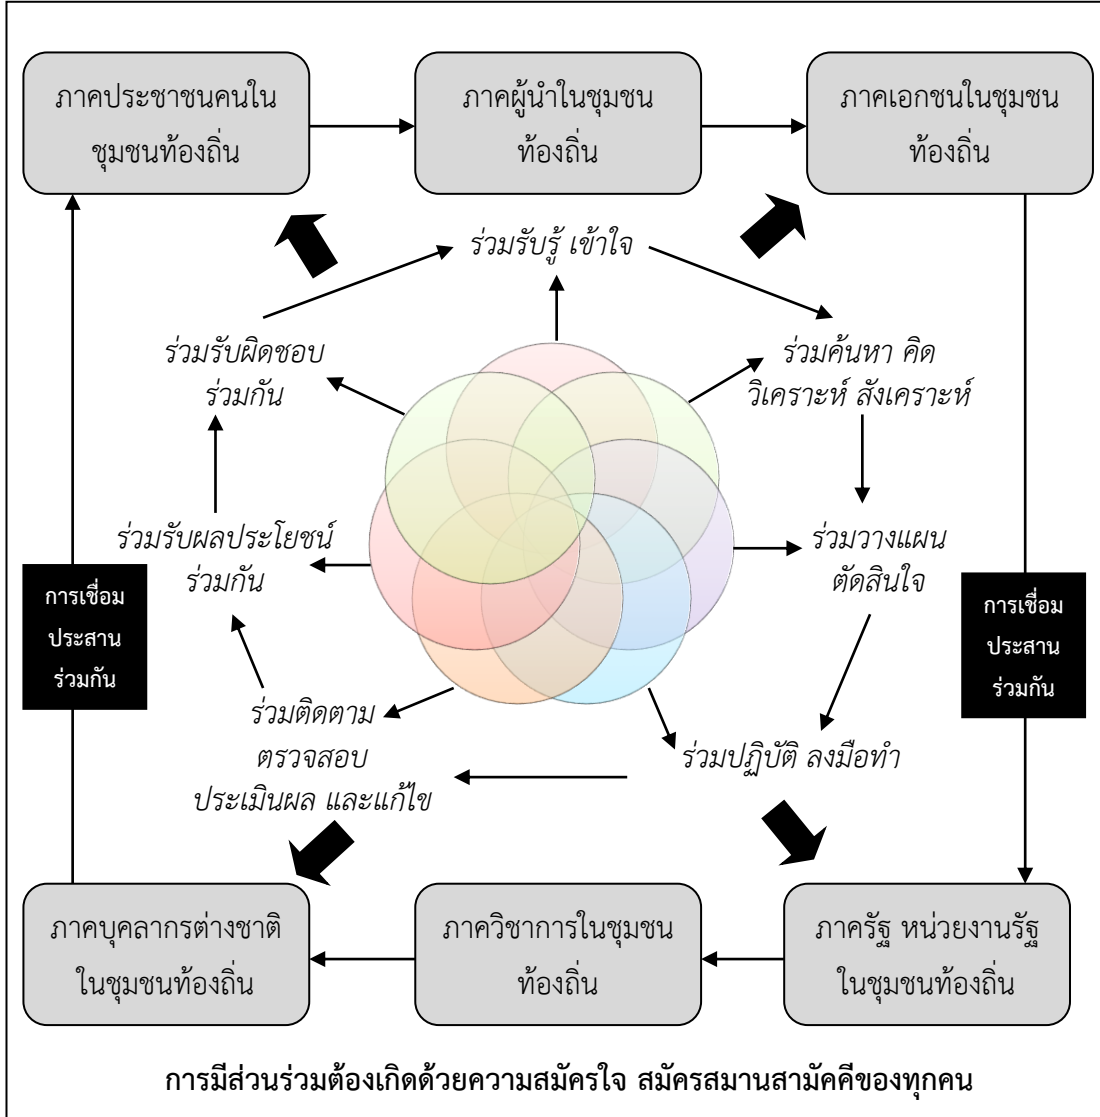 ภาคประชาชนคนใน
ชุมชนท้องถิ่น
ภาคผู้นำในชุมชน
ท้องถิ่น
ภาคเอกชนในชุมชน
ท้องถิ่น
ร่วมรับรู้ เข้าใจ
ร่วมรับผิดชอบ
ร่วมกัน
ร่วมค้นหา คิด
วิเคราะห์ สังเคราะห์
ร่วมรับผลประโยชน์
ร่วมกัน
ร่วมวางแผน
ตัดสินใจ
การเชื่อม
ประสาน
ร่วมกัน
การเชื่อม
ประสาน
ร่วมกัน
ร่วมติดตาม
ตรวจสอบ
ประเมินผล และแก้ไข
ร่วมปฏิบัติ ลงมือทำ
ภาคบุคลากรต่างชาติ
ในชุมชนท้องถิ่น
ภาควิชาการในชุมชน
ท้องถิ่น
ภาครัฐ หน่วยงานรัฐ
ในชุมชนท้องถิ่น
การมีส่วนร่วมต้องเกิดด้วยความสมัครใจ สมัครสมานสามัคคีของทุกคน